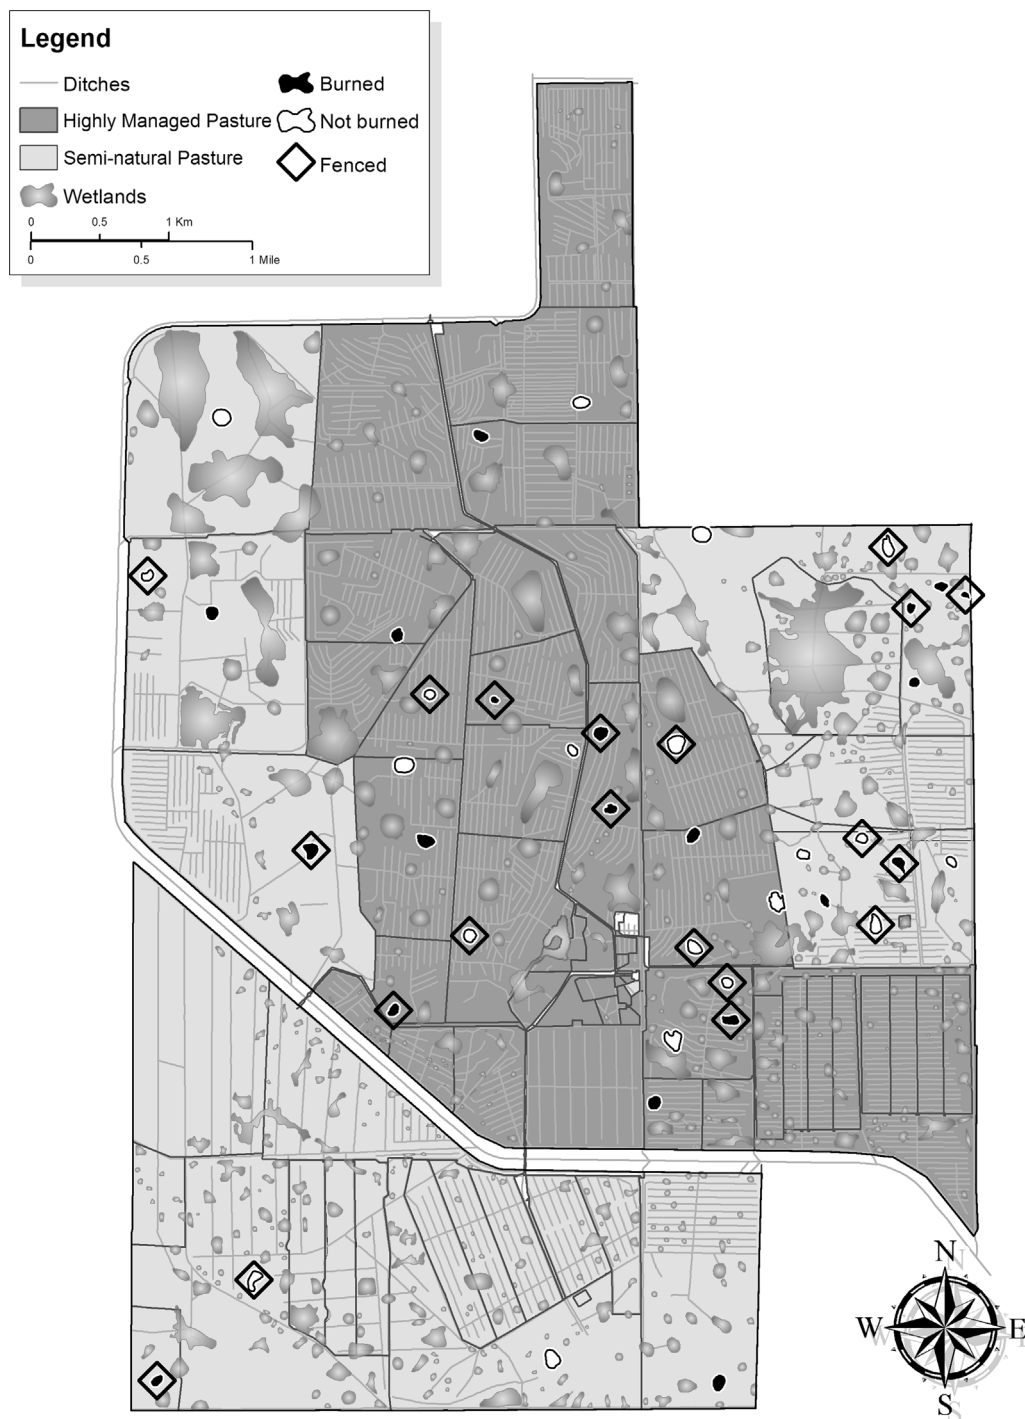 Legend
Ditches
Burned
Highly Managed Pasture
Not burned
Semi-natural Pasture
Fenced
Wetlands
0 0.5 1 Km
0 0.5 1 Mile
N
W E
S